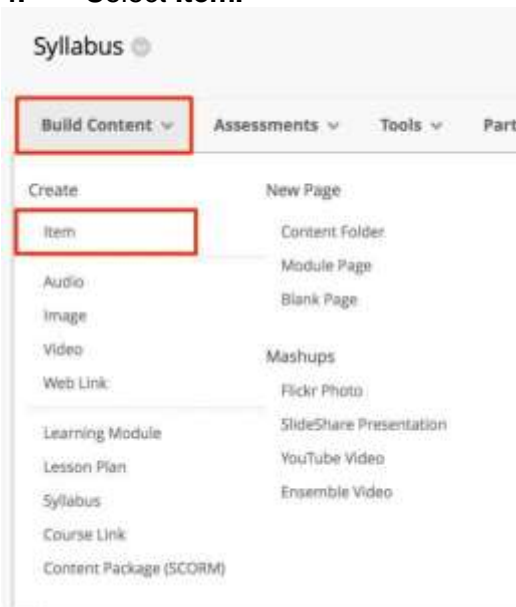 Select Item.
Syllabus
Build Content Assessments Tools Part
Create
Item
Audio
Image
Video
Web Link
Learning Module
Lesson Plan
Syllabus
Course Link
Content Package (SCORM)
New Page
Content Folder
Module Page
Blank Page
Mashups
Flickr Photo
SlideShare Presentation
YouTube Video
Ensemble Video